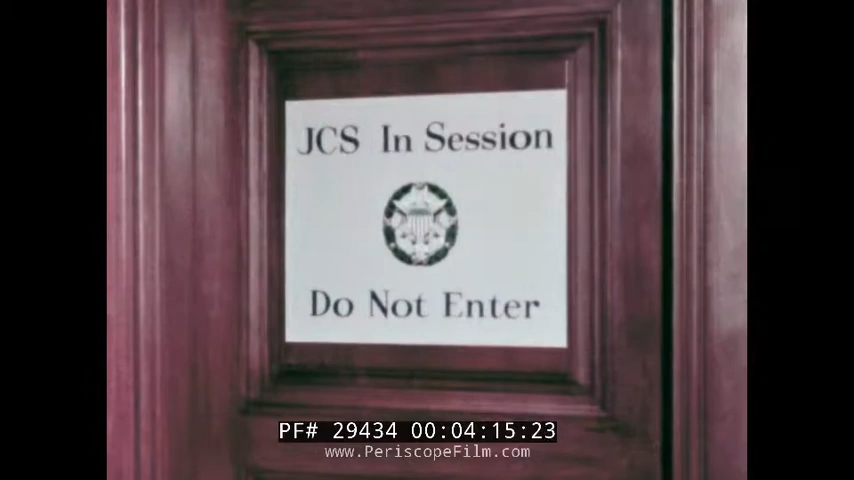 JCS In Session
Do Not Enter
PF# 29434 00:04:15:23
www.PeriscopeFilm.com